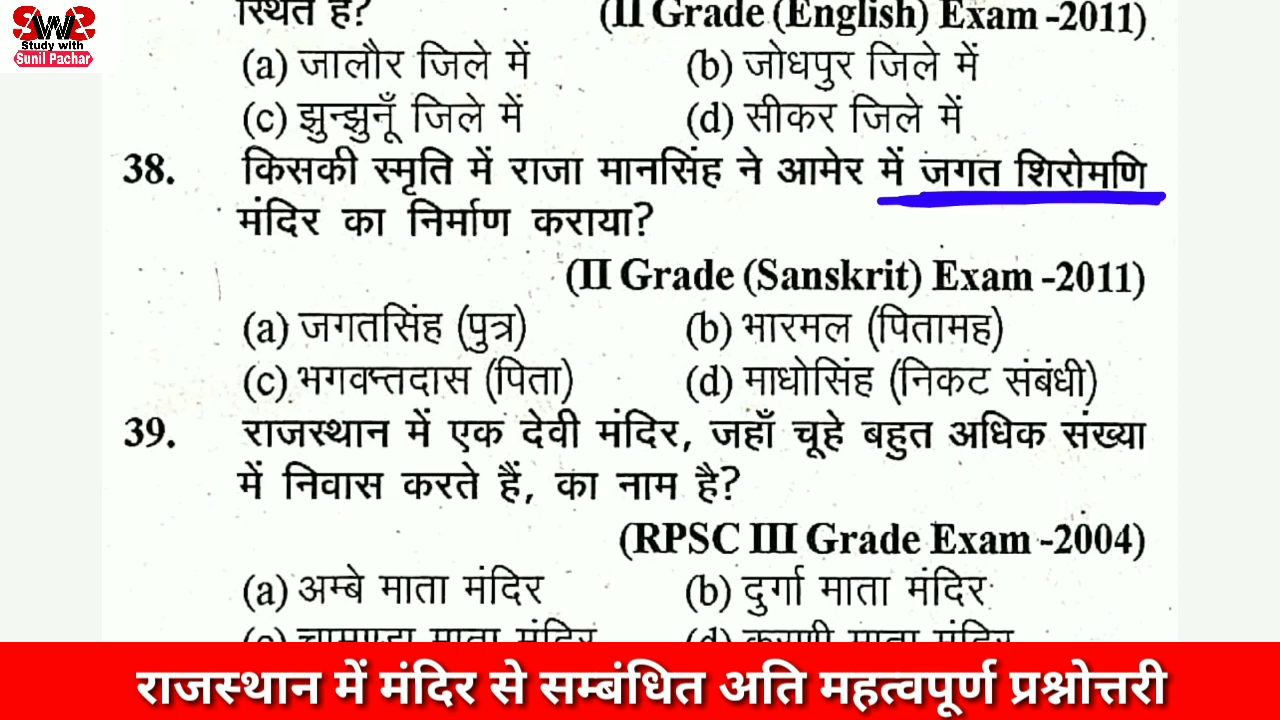 SWS
Study with
Sunil Pachar
स्थित है?
(II Grade (English) Exam -2011)
(a) जालौर जिले में (b) जोधपुर जिले में
(c) झुन्झुनूँ जिले में (d) सीकर जिले में
38. किसकी स्मृति में राजा मानसिंह ने आमेर में जगत शिरोमणि
मंदिर का निर्माण कराया?
(II Grade (Sanskrit) Exam -2011)
(a) जगतसिंह (पुत्र) (b) भारमल (पितामह)
(c) भगवन्तदास (पिता) (d) माधोसिंह (निकट संबंधी)
39. राजस्थान में एक देवी मंदिर, जहाँ चूहे बहुत अधिक संख्या
में निवास करते हैं, का नाम है?
(RPSC III Grade Exam -2004)
(a) अम्बे माता मंदिर (b) दुर्गा माता मंदिर
(c) चामुण्डा माता मंदिर (d) करणी माता मंदिर
राजस्थान में मंदिर से सम्बंधित अति महत्वपूर्ण प्रश्नोत्तरी